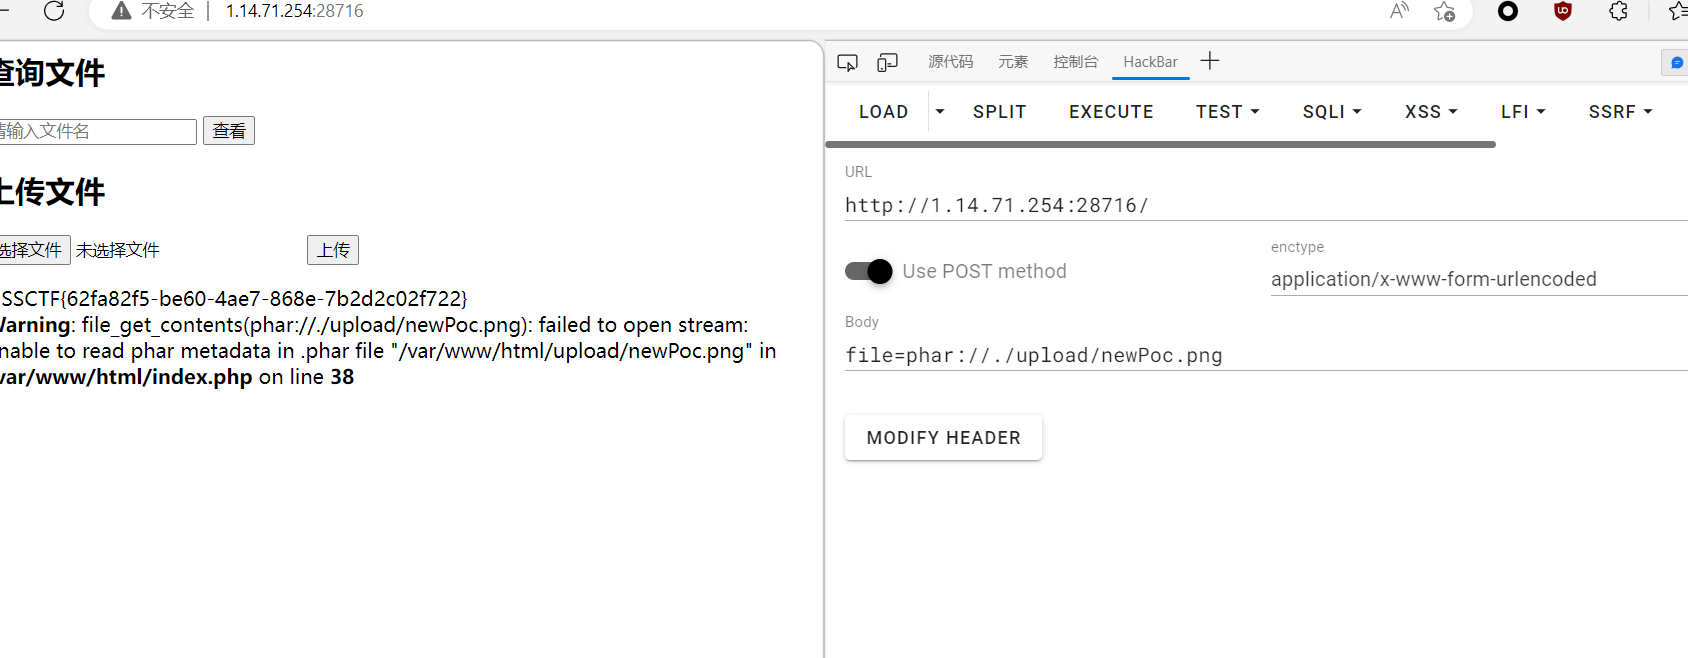 不安全 | 1.14.71.254:28716
查询文件
请输入文件名 查看
上传文件
选择文件 未选择文件 上传
SSCTF{62fa82f5-be60-4ae7-868e-7b2d2c02f722}
Warning: file_get_contents(phar://./upload/newPoc.png): failed to open stream:
nable to read phar metadata in .phar file "/var/www/html/upload/newPoc.png" in
var/www/html/index.php on line 38
源代码 元素 控制台 HackBar
LOAD SPLIT EXECUTE TEST SQLI XSS LFI SSRF
URL
http://1.14.71.254:28716/
Use POST method
enctype
application/x-www-form-urlencoded
Body
file=phar://./upload/newPoc.png
MODIFY HEADER